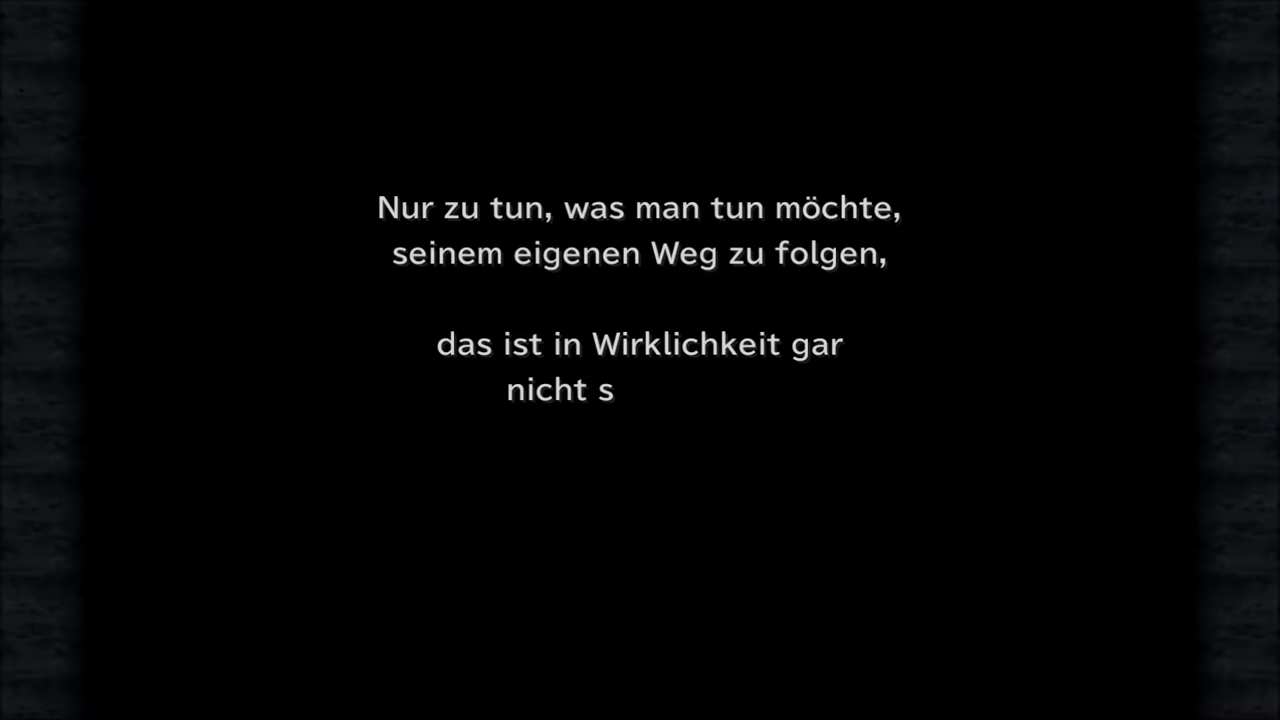 Nur zu tun, was man tun möchte,
seinem eigenen Weg zu folgen,
das ist in Wirklichkeit gar
nicht s